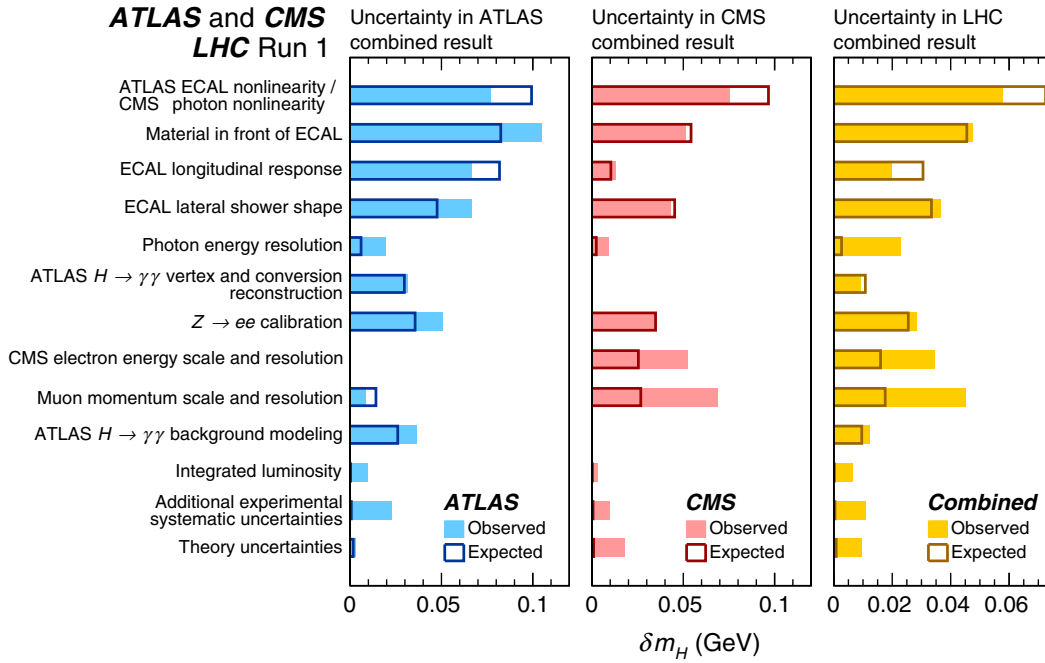 ATLAS and CMS
LHC Run 1
Uncertainty in ATLAS
combined result
Uncertainty in CMS
combined result
Uncertainty in LHC
combined result
ATLAS ECAL nonlinearity /
CMS photon nonlinearity
Material in front of ECAL
ECAL longitudinal response
ECAL lateral shower shape
Photon energy resolution
ATLAS H → γγ vertex and conversion
reconstruction
Z → ee calibration
CMS electron energy scale and resolution
Muon momentum scale and resolution
ATLAS H → γγ background modeling
Integrated luminosity
Additional experimental
systematic uncertainties
Theory uncertainties
ATLAS
Observed
Expected
CMS
Observed
Expected
Combined
Observed
Expected
0 0.05 0.1
0 0.05 0.1
0 0.02 0.04 0.06
δm_H (GeV)